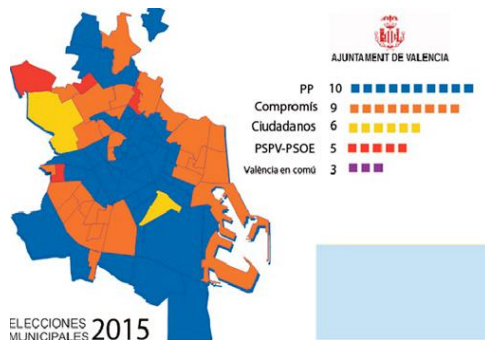 AJUNTAMENT DE VALENCIA
PP 10
Compromís 9
Ciudadanos 6
PSPV-PSOE 5
València en comú 3
ELECCIONES
MUNICIPALES 2015